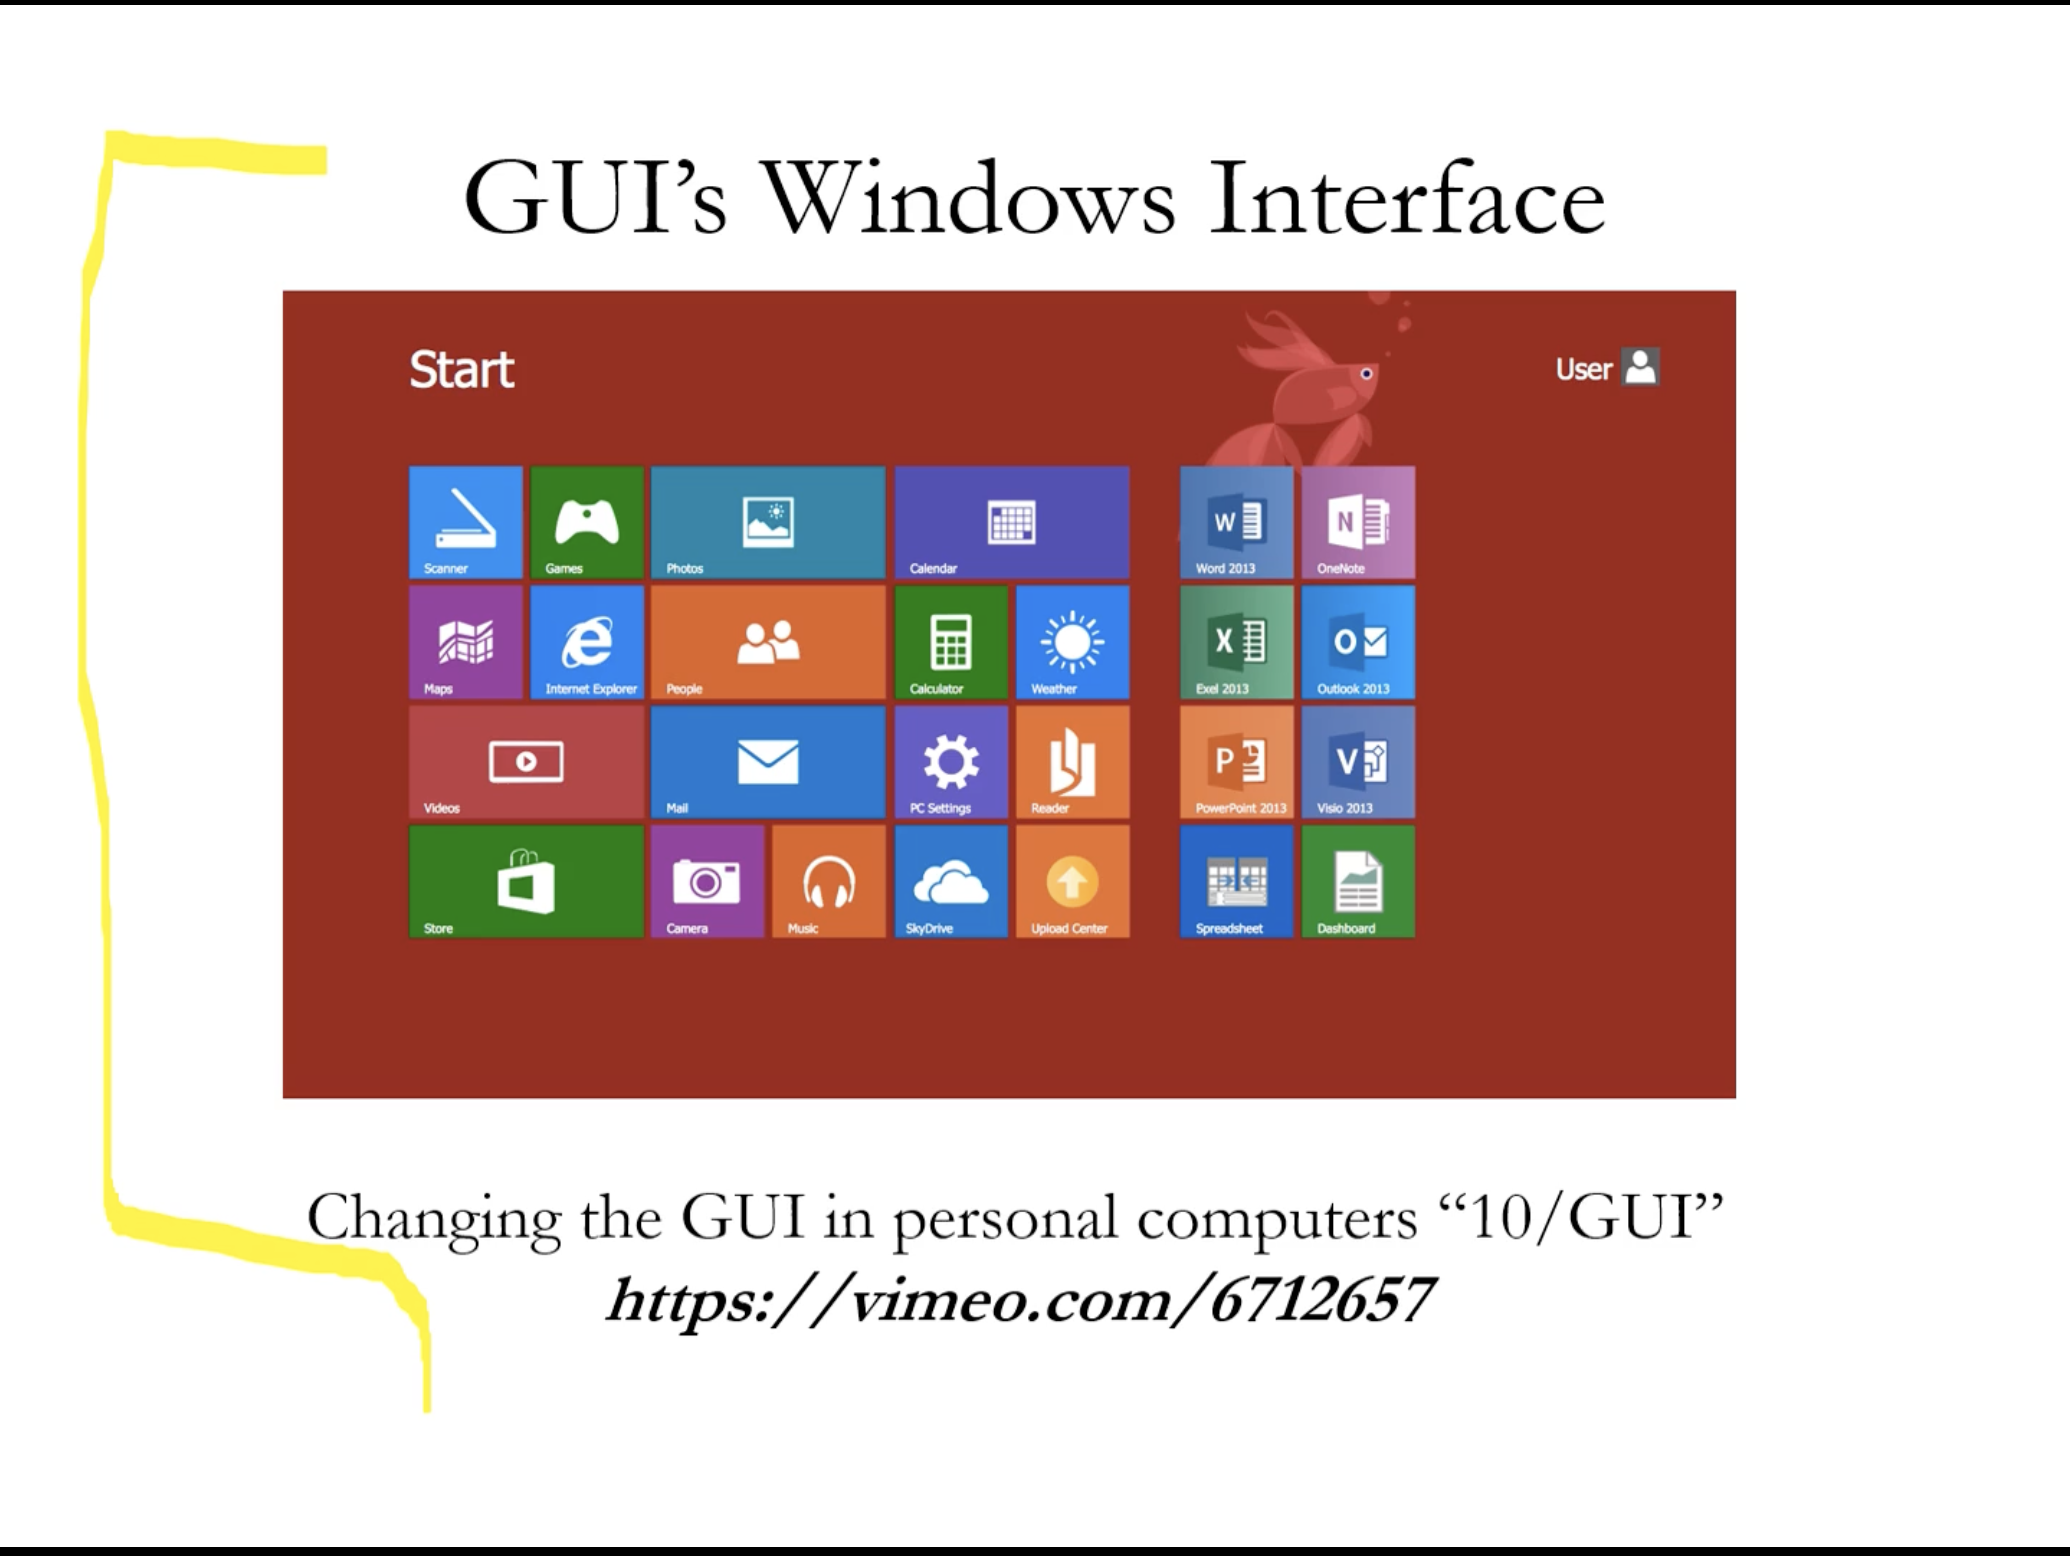 GUI’s Windows Interface
Start
User
Scanner
Games
Photos
Calendar
Word 2013
OneNote
Maps
Internet Explorer
People
Calculator
Weather
Exel 2013
Outlook 2013
Videos
Mail
PC Settings
Reader
PowerPoint 2013
Visio 2013
Store
Camera
Music
SkyDrive
Upload Center
Spreadsheet
Dashboard
Changing the GUI in personal computers “10/GUI”
https://vimeo.com/6712657